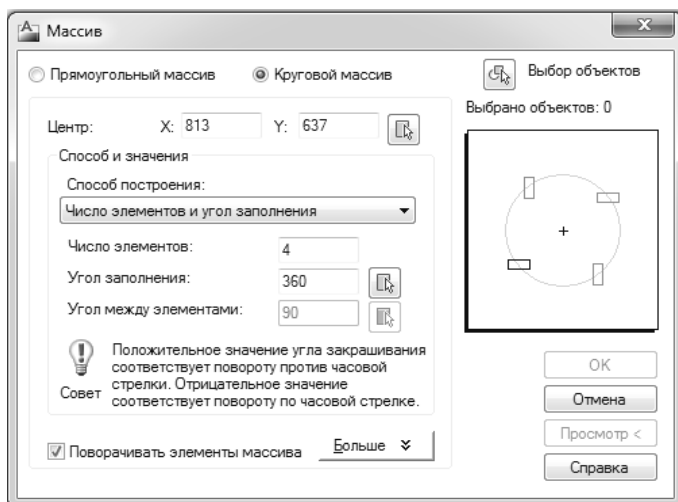 Массив
Прямоугольный массив Круговой массив Выбор объектов
Выбрано объектов: 0
Центр: X: 813 Y: 637
Способ и значения
Способ построения:
Число элементов и угол заполнения
Число элементов: 4
Угол заполнения: 360
Угол между элементами: 90
Положительное значение угла закрашивания
соответствует повороту против часовой
стрелки. Отрицательное значение
соответствует повороту по часовой стрелке.
Совет
Поворачивать элементы массива Больше
OK
Отмена
Просмотр <
Справка